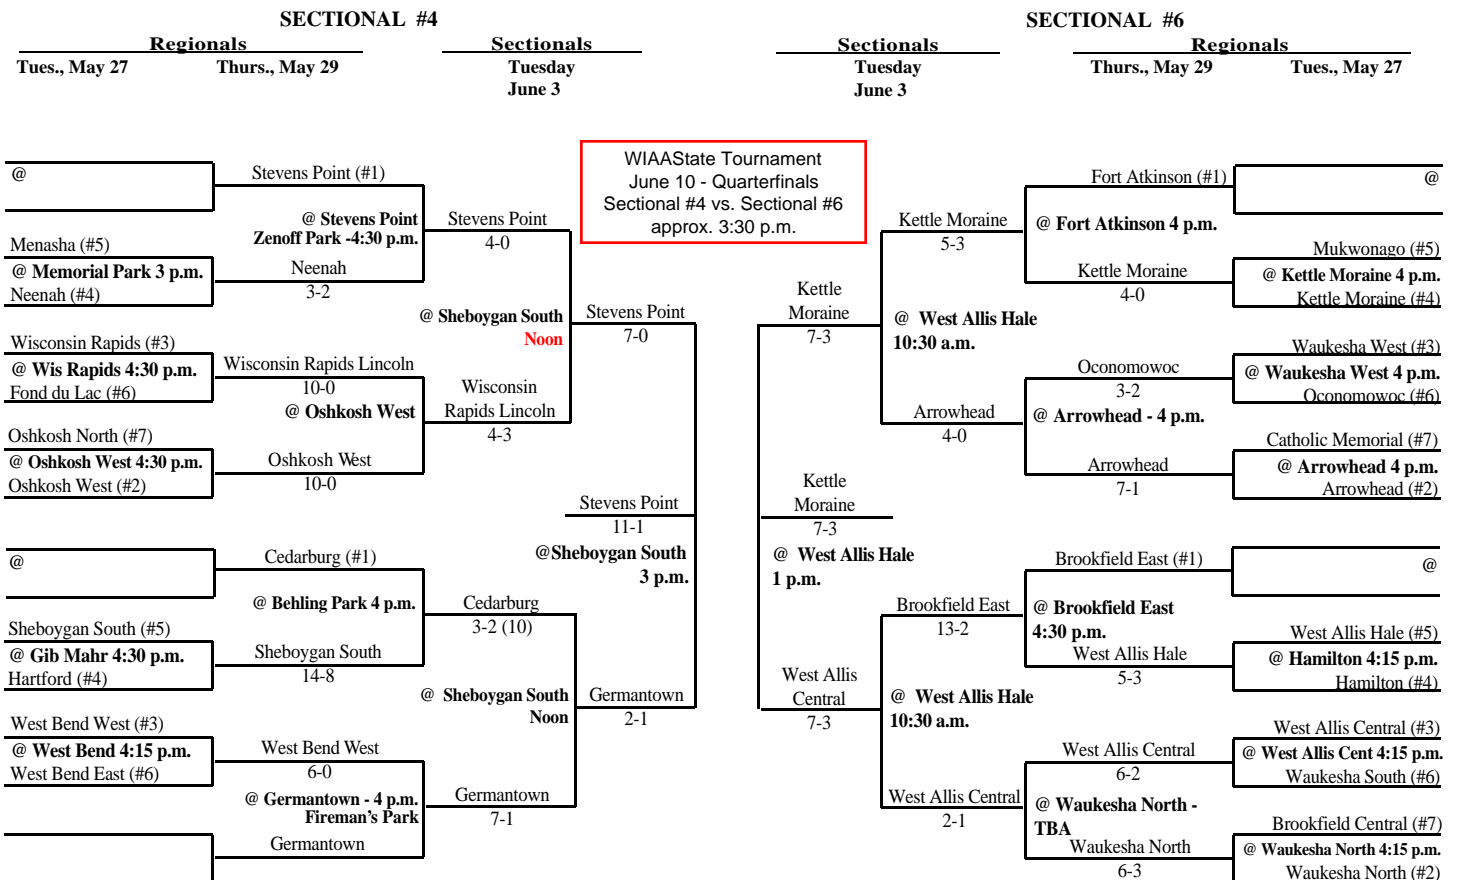 SECTIONAL #4
Regionals
Sectionals
Tues., May 27
Thurs., May 29
Tuesday
June 3
@
Stevens Point (#1)
@ Stevens Point
Zenoff Park -4:30 p.m.
Stevens Point
4-0
Menasha (#5)
@ Memorial Park 3 p.m.
Neenah (#4)
Neenah
3-2
@ Sheboygan South
Noon
Stevens Point
7-0
Wisconsin Rapids (#3)
@ Wis Rapids 4:30 p.m.
Fond du Lac (#6)
Wisconsin Rapids Lincoln
10-0
@ Oshkosh West
Wisconsin
Rapids Lincoln
4-3
Oshkosh North (#7)
@ Oshkosh West 4:30 p.m.
Oshkosh West (#2)
Oshkosh West
10-0
Stevens Point
11-1
@Sheboygan South
3 p.m.
@
Cedarburg (#1)
@ Behling Park 4 p.m.
Cedarburg
3-2 (10)
Sheboygan South (#5)
@ Gib Mahr 4:30 p.m.
Hartford (#4)
Sheboygan South
14-8
@ Sheboygan South
Noon
Germantown
2-1
West Bend West (#3)
@ West Bend 4:15 p.m.
West Bend East (#6)
West Bend West
6-0
@ Germantown - 4 p.m.
Fireman's Park
Germantown
7-1
Germantown
WIAAState Tournament
June 10 - Quarterfinals
Sectional #4 vs. Sectional #6
approx. 3:30 p.m.
SECTIONAL #6
Sectionals
Regionals
Tuesday
June 3
Thurs., May 29
Tues., May 27
Fort Atkinson (#1)
@
Kettle Moraine
5-3
@ Fort Atkinson 4 p.m.
Mukwonago (#5)
@ Kettle Moraine 4 p.m.
Kettle Moraine (#4)
Kettle Moraine
4-0
Kettle
Moraine
7-3
@ West Allis Hale
10:30 a.m.
Waukesha West (#3)
@ Waukesha West 4 p.m.
Oconomowoc (#6)
Oconomowoc
3-2
Arrowhead
4-0
@ Arrowhead - 4 p.m.
Catholic Memorial (#7)
@ Arrowhead 4 p.m.
Arrowhead (#2)
Arrowhead
7-1
Kettle
Moraine
7-3
@ West Allis Hale
1 p.m.
Brookfield East (#1)
@
Brookfield East
13-2
@ Brookfield East
4:30 p.m.
West Allis Hale (#5)
@ Hamilton 4:15 p.m.
Hamilton (#4)
West Allis Hale
5-3
West Allis
Central
7-3
@ West Allis Hale
10:30 a.m.
West Allis Central (#3)
@ West Allis Cent 4:15 p.m.
Waukesha South (#6)
West Allis Central
6-2
West Allis Central
2-1
@ Waukesha North -
TBA
Brookfield Central (#7)
@ Waukesha North 4:15 p.m.
Waukesha North (#2)
Waukesha North
6-3